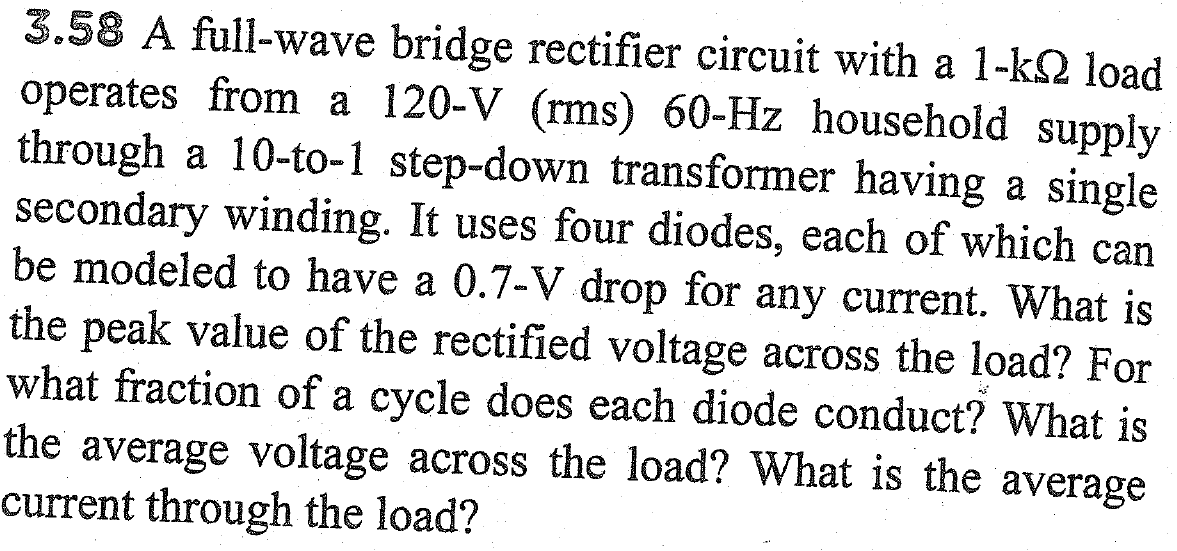 3.58 A full-wave bridge rectifier circuit with a 1-kΩ load
operates from a 120-V (rms) 60-Hz household supply
through a 10-to-1 step-down transformer having a single
secondary winding. It uses four diodes, each of which can
be modeled to have a 0.7-V drop for any current. What is
the peak value of the rectified voltage across the load? For
what fraction of a cycle does each diode conduct? What is
the average voltage across the load? What is the average
current through the load?